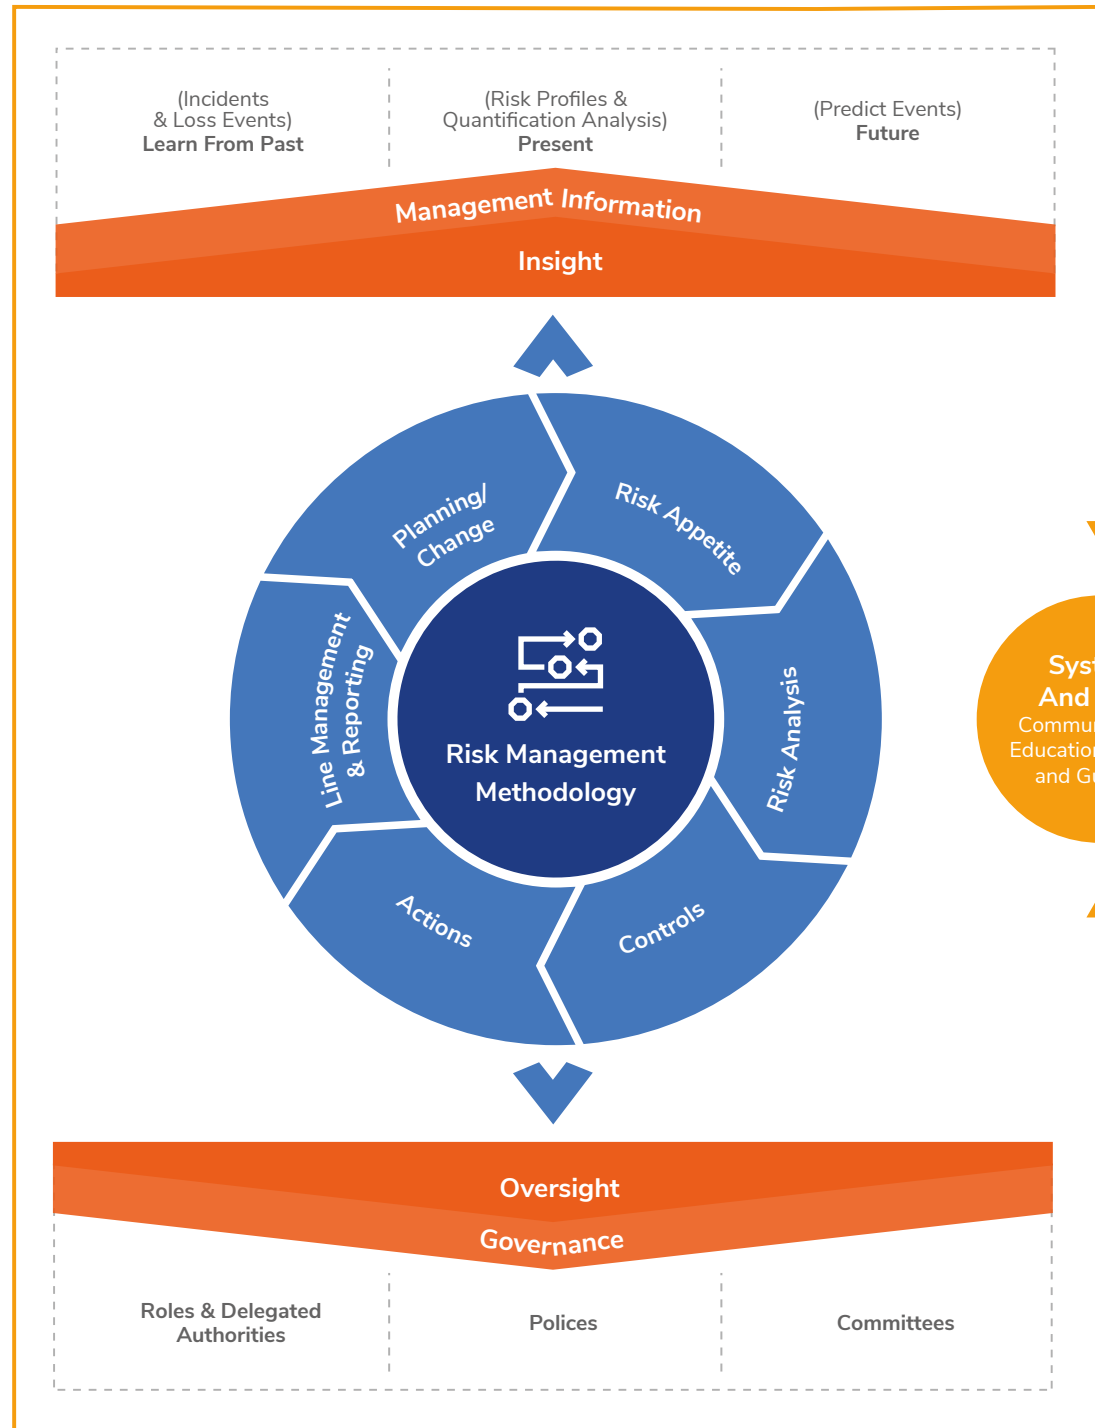 (Incidents
& Loss Events)
Learn From Past
(Risk Profiles &
Quantification Analysis)
Present
(Predict Events)
Future
Management Information
Insight
Planning/
Change
Risk Appetite
Line Management
& Reporting
Risk Analysis
Risk Management
Methodology
Actions
Controls
And
Oversight
Governance
Roles & Delegated
Authorities
Polices
Committees